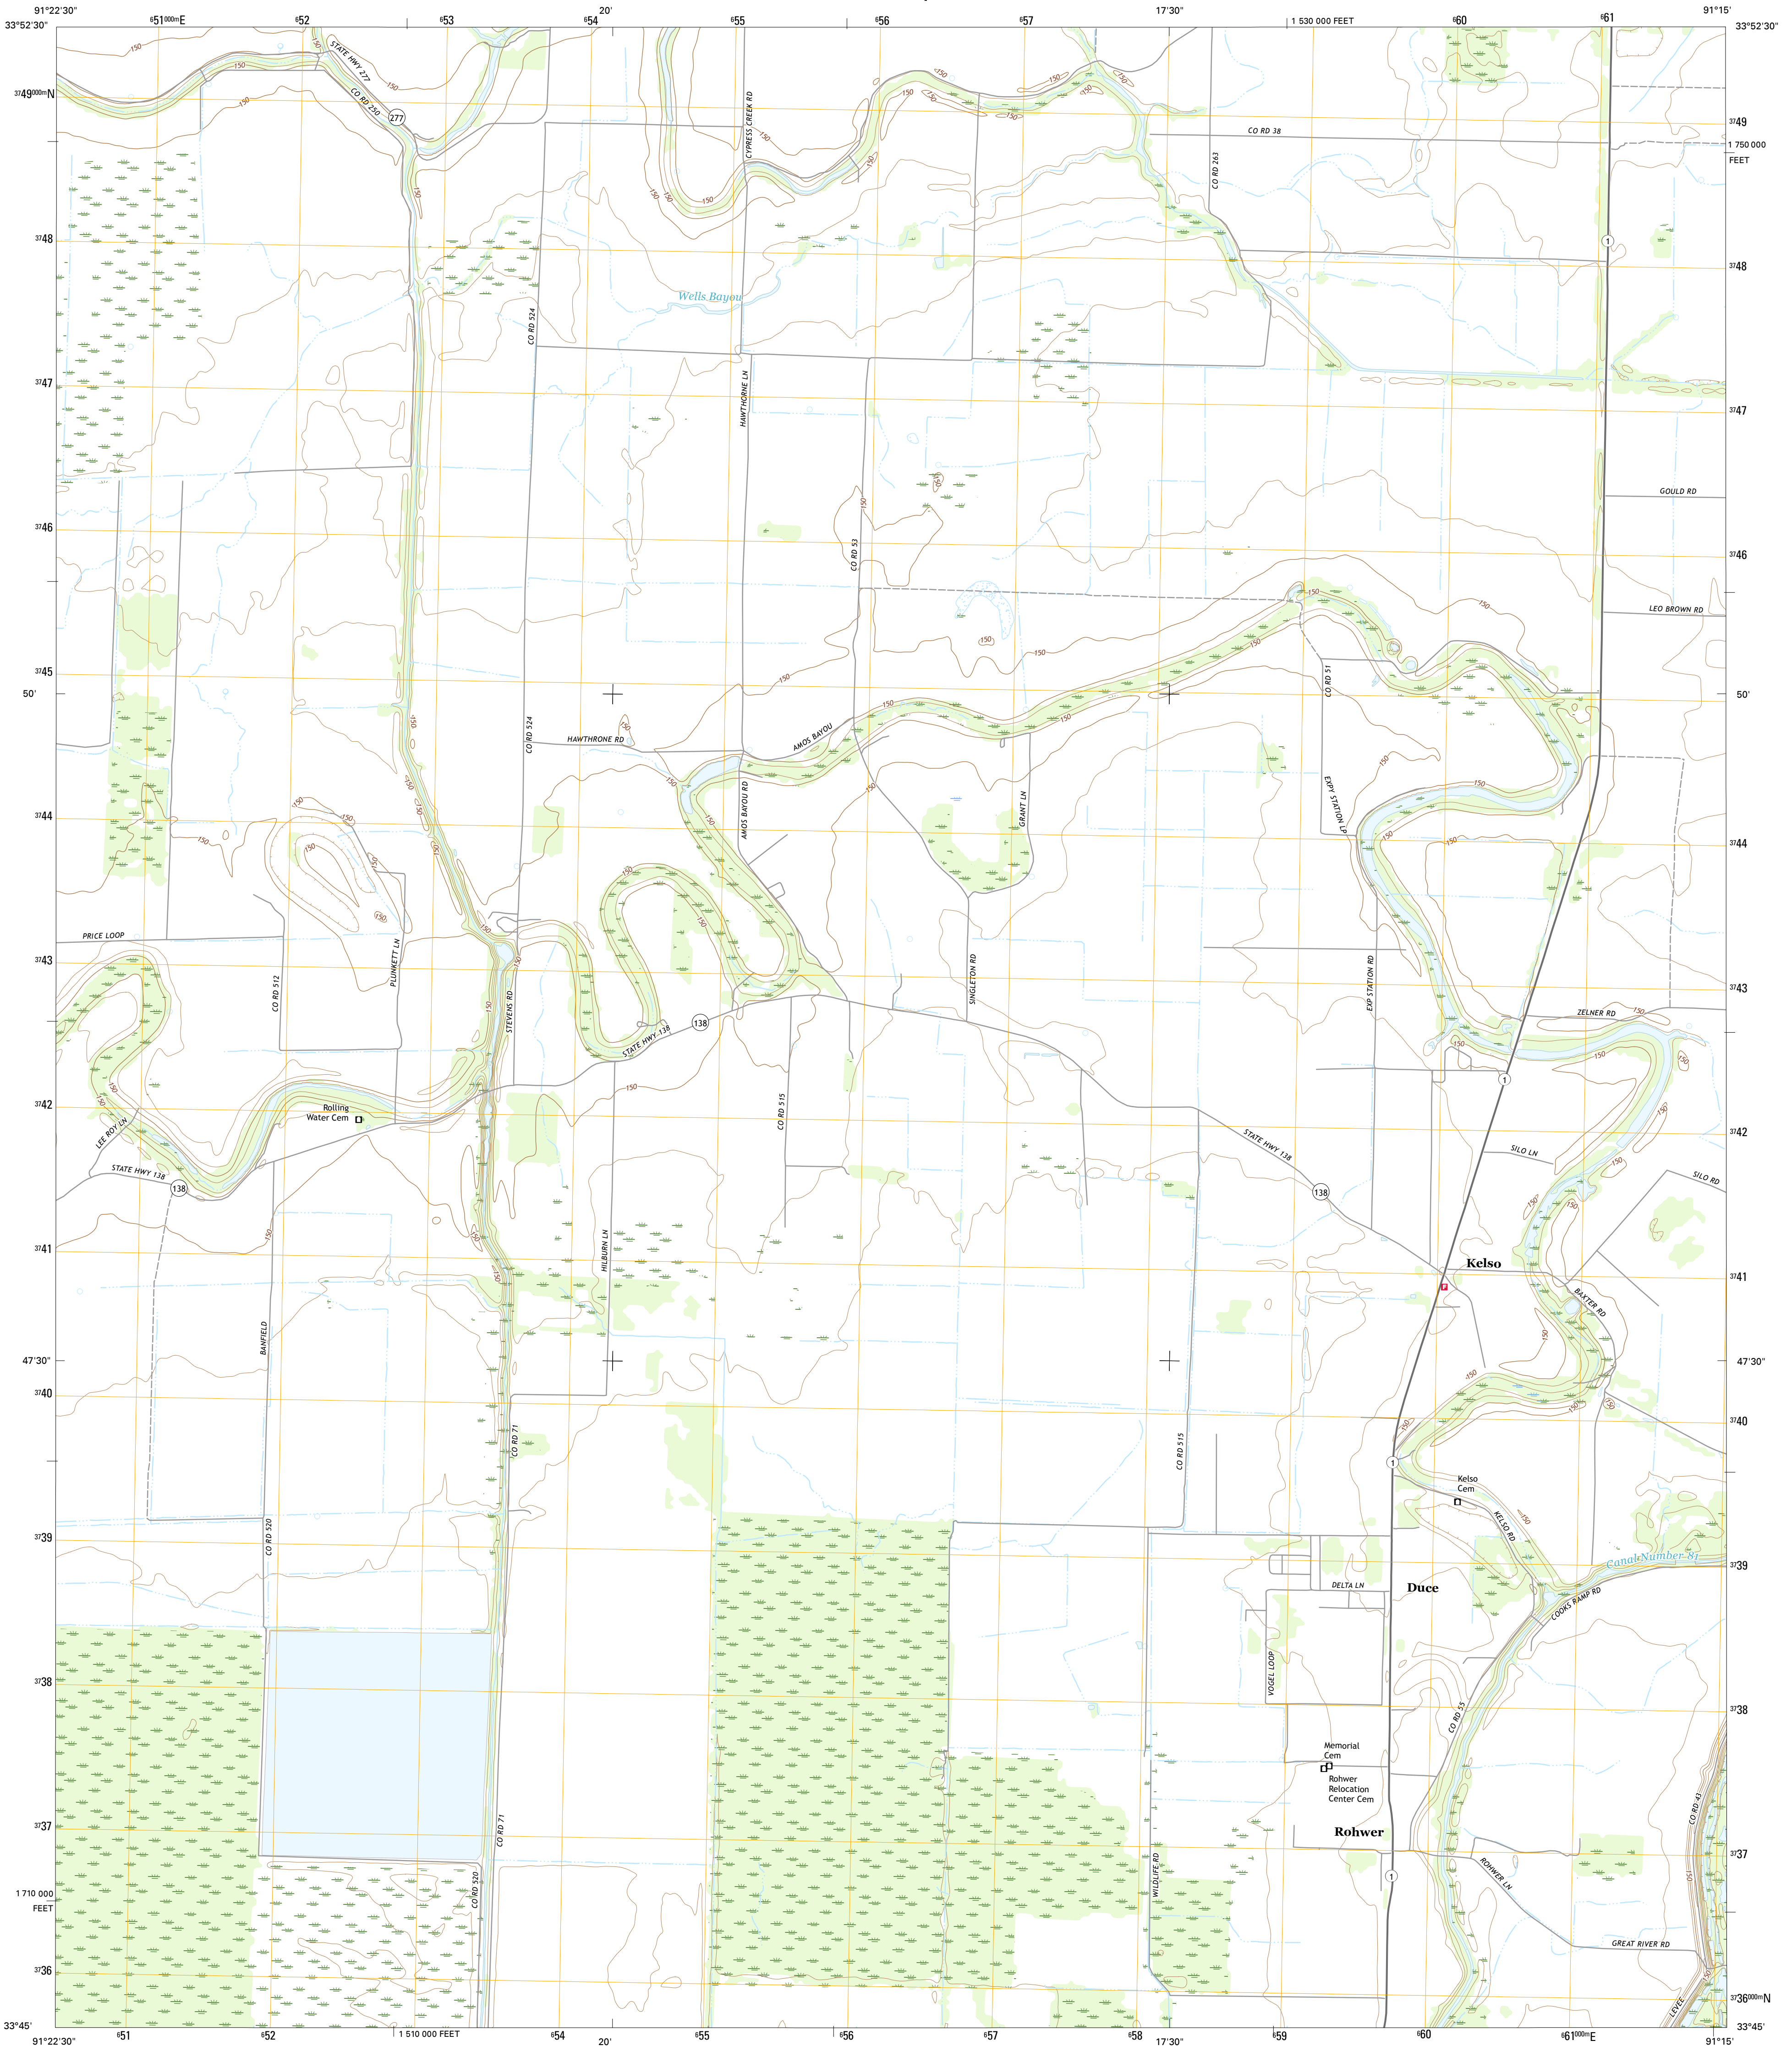 91°22'30"
651000mE
652
653
20'
654
655
656
657
17'30"
1 530 000 FEET
660
661
91°15'
33°52'30"
33°52'30"
STATE HWY 277
CO RD 250
277
3749000mN
CYPRESS CREEK RD
CO RD 38
3749
1 750 000
FEET
CO RD 263
3748
1
3748
Wells Bayou
CO RD 524
3747
HAWTHORNE LN
3747
GOULD RD
3746
CO RD 53
3746
LEO BROWN RD
3745
3745
50'
CO RD 51
50'
CO RD 524
HAWTHRONE RD
AMOS BAYOU
AMOS BAYOU RD
GRANT LN
EXPY STATION LP
3744
3744
PRICE LOOP
PLUNKETT LN
CO RD 512
3743
STEVENS RD
SINGLETON RD
EXP STATION RD
3743
ZELNER RD
STATE HWY 138
138
1
3742
Rolling
Water Cem
LEE ROY LN
CO RD 515
3742
STATE HWY 138
138
STATE HWY 138
138
SILO LN
SILO RD
3741
HILBURN LN
Kelso
3741
F
BAXTER RD
BANFIELD
47'30"
47'30"
3740
CO RD 71
CO RD 515
3740
1
Kelso
Cem
KELSO RD
CO RD 520
3739
Canal Number 81
3739
DELTA LN
Duce
COOKS RAMP RD
3738
VOGEL LOOP
CO RD 55
3738
Memorial
Cem
Rohwer
Relocation
Center Cem
CO RD 43
3737
CO RD 71
Rohwer
3737
WILDLIFE RD
1
ROHWER LN
1 710 000
FEET
CO RD 520
GREAT RIVER RD
3736
3736000mN
LEVEE
33°45'
33°45'
91°22'30"
651
652
1 510 000 FEET
654
20'
655
656
657
658
17'30"
659
660
661000mE
91°15'
150